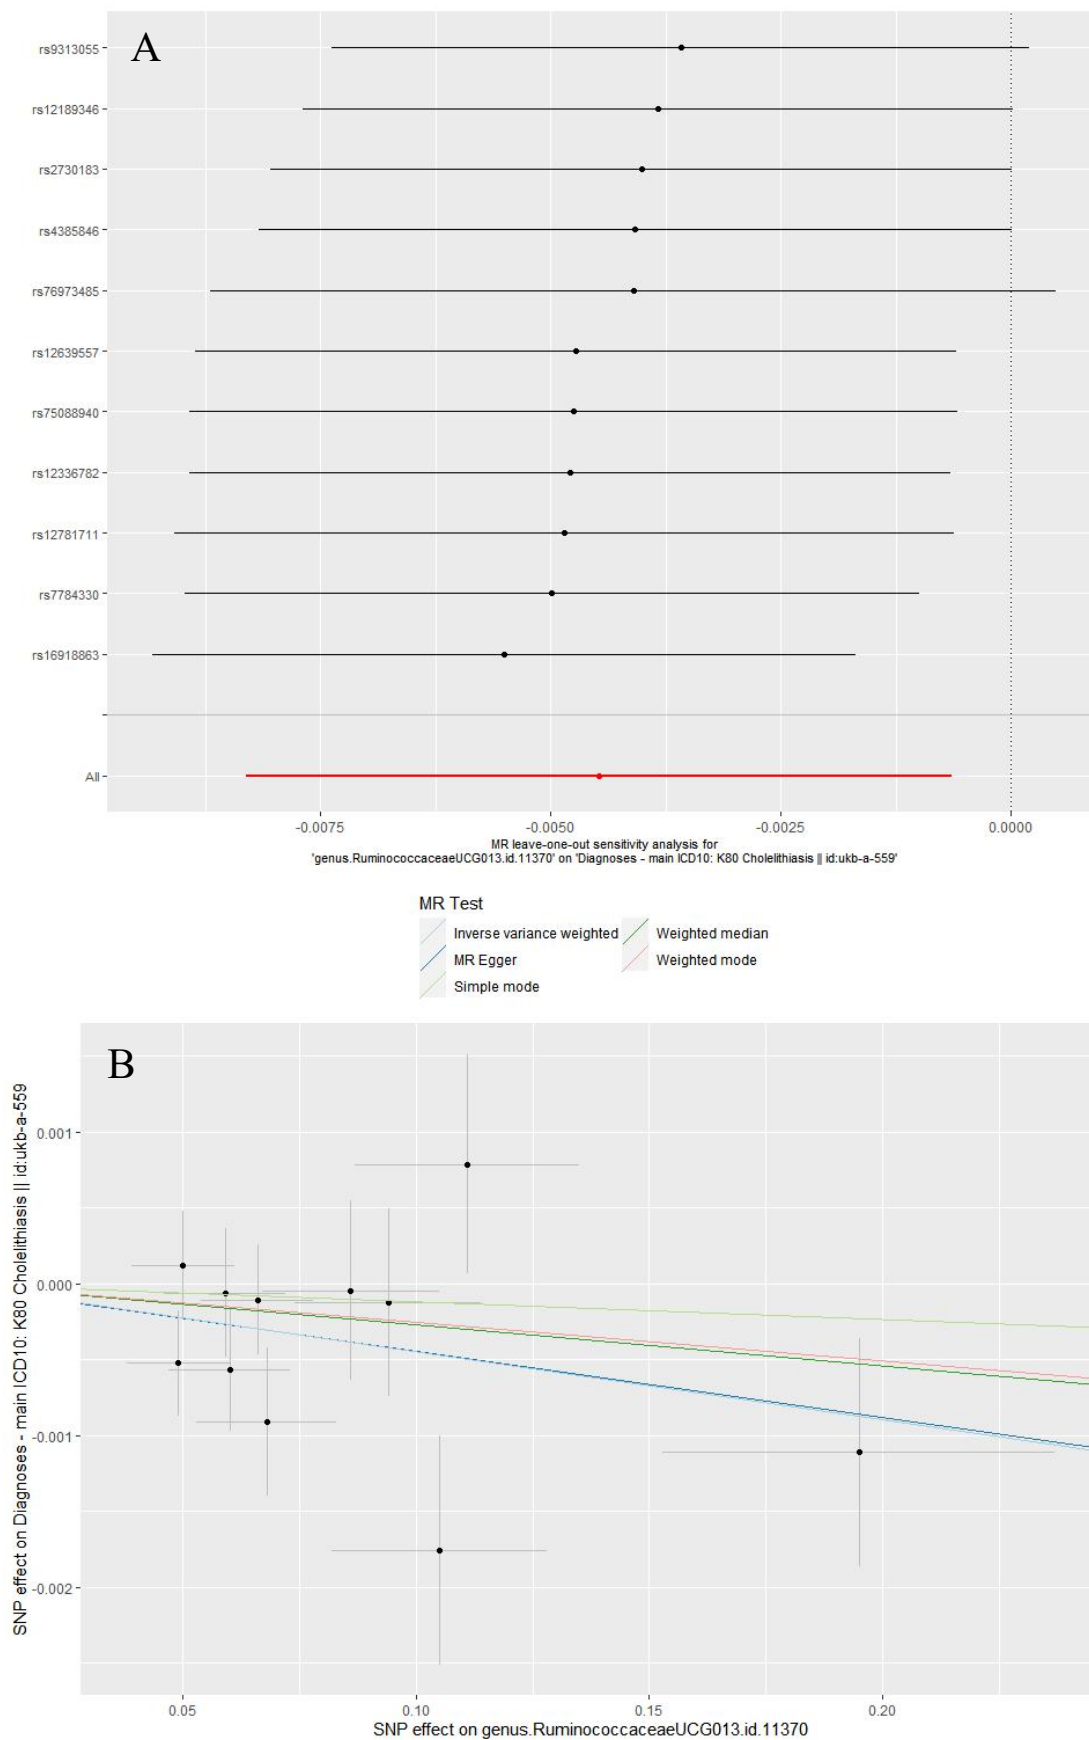 A
rs9313055
rs12189346
rs2730183
rs4385846
rs76973485
rs12639557
rs75088940
rs12336782
rs12781711
rs7784330
rs16918863
All
-0.0075 -0.0050 -0.0025 0.0000
MR leave-one-out sensitivity analysis for
'genus.RuminococcaceaeUCG013.id.11370' on 'Diagnoses - main ICD10: K80 Cholelithiasis || id:ukb-a-559'
MR Test
Inverse variance weighted Weighted median
MR Egger Weighted mode
Simple mode
B
SNP effect on Diagnoses - main ICD10: K80 Cholelithiasis || id:ukb-a-559
0.001
0.000
-0.001
-0.002
0.05 0.10 0.15 0.20
SNP effect on genus.RuminococcaceaeUCG013.id.11370